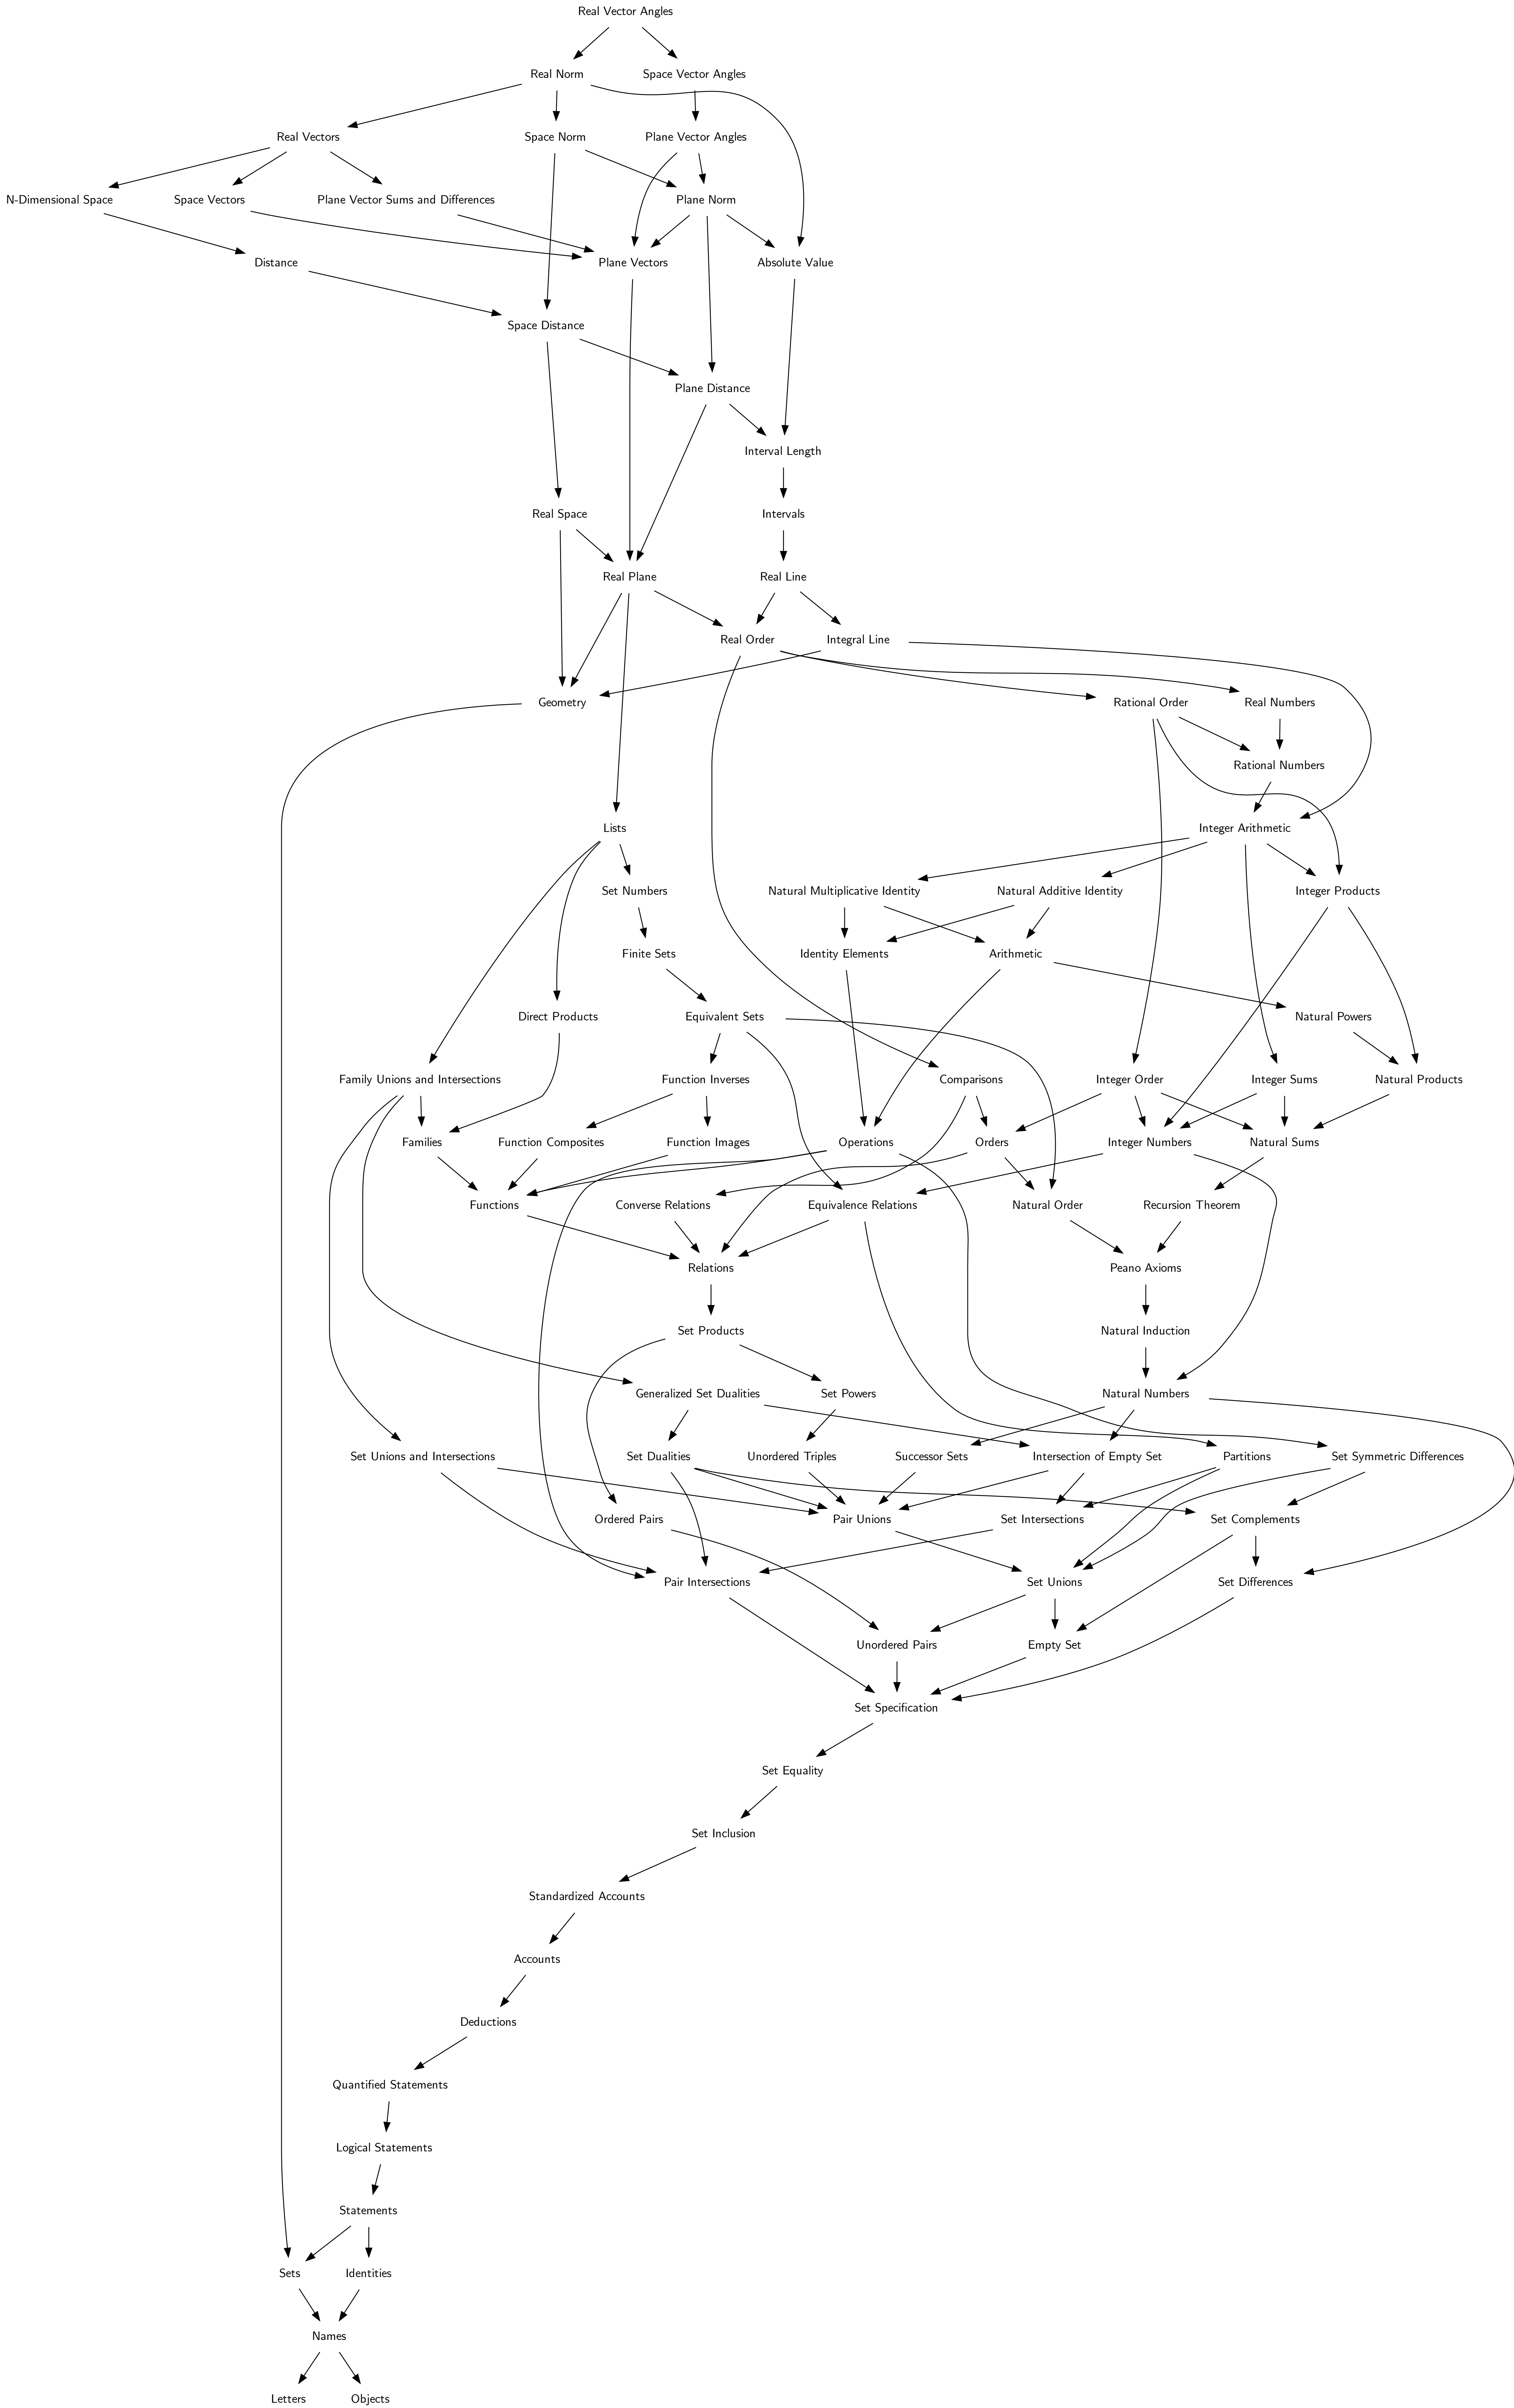 Real Vector Angles
Real Norm
Space Vector Angles
Real Vectors
Space Norm
Plane Vector Angles
N-Dimensional Space
Space Vectors
Plane Vector Sums and Differences
Plane Norm
Distance
Plane Vectors
Absolute Value
Space Distance
Plane Distance
Interval Length
Real Space
Intervals
Real Plane
Real Line
Real Order
Integral Line
Geometry
Rational Order
Real Numbers
Rational Numbers
Lists
Integer Arithmetic
Set Numbers
Natural Multiplicative Identity
Natural Additive Identity
Integer Products
Finite Sets
Identity Elements
Arithmetic
Direct Products
Equivalent Sets
Natural Powers
Family Unions and Intersections
Function Inverses
Comparisons
Integer Order
Integer Sums
Natural Products
Families
Function Composites
Function Images
Operations
Orders
Integer Numbers
Natural Sums
Functions
Converse Relations
Equivalence Relations
Natural Order
Recursion Theorem
Relations
Peano Axioms
Set Products
Natural Induction
Generalized Set Dualities
Set Powers
Natural Numbers
Set Unions and Intersections
Set Dualities
Unordered Triples
Successor Sets
Intersection of Empty Set
Partitions
Set Symmetric Differences
Ordered Pairs
Pair Unions
Set Intersections
Set Complements
Pair Intersections
Set Unions
Set Differences
Unordered Pairs
Empty Set
Set Specification
Set Equality
Set Inclusion
Standardized Accounts
Accounts
Deductions
Quantified Statements
Logical Statements
Statements
Sets
Identities
Names
Letters
Objects